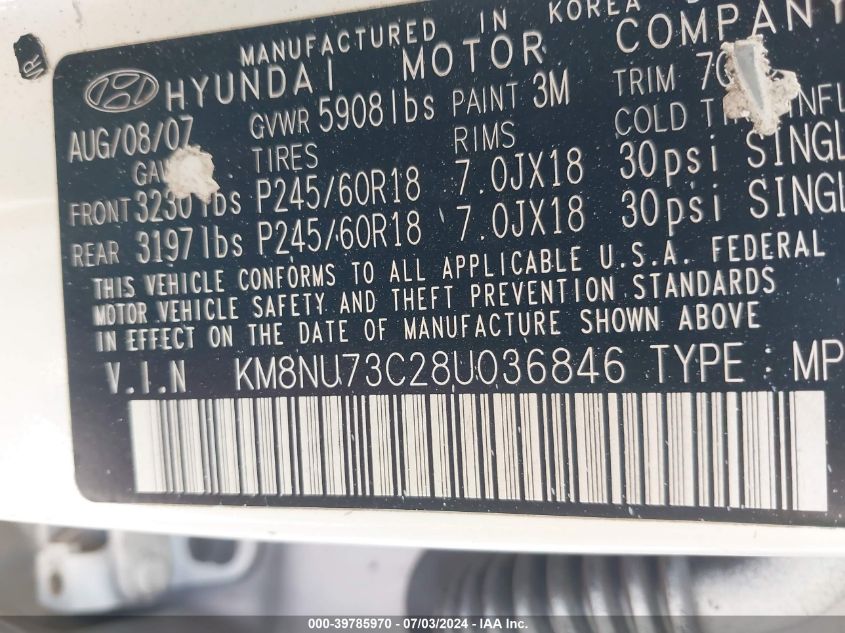 MANUFACTURED IN KOREA
HYUNDAI MOTOR COMPANY
AUG/08/07 GVWR 5908lbs PAINT 3M TRIM
TIRES RIMS COLD
FRONT 3230lbs P245/60R18 7.0JX18 30psi
REAR 3197lbs P245/60R18 7.0JX18 30psi
THIS VEHICLE CONFORMS TO ALL APPLICABLE U.S.A. FEDERAL
MOTOR VEHICLE SAFETY AND THEFT PREVENTION STANDARDS
IN EFFECT ON THE DATE OF MANUFACTURE SHOWN ABOVE
V.I.N KM8NU73C28U036846 TYPE : MP
000-39785970 - 07/03/2024 - IAA Inc.